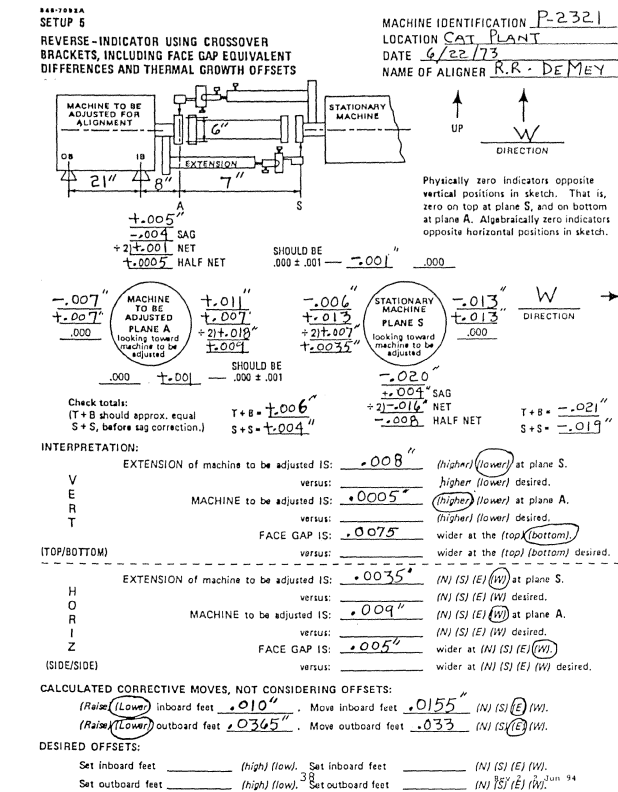 848-7092A
SETUP 5
REVERSE-INDICATOR USING CROSSOVER
BRACKETS, INCLUDING FACE GAP EQUIVALENT
DIFFERENCES AND THERMAL GROWTH OFFSETS
MACHINE IDENTIFICATION P-2321
LOCATION CAT PLANT
DATE 6/22/73
NAME OF ALIGNER R.R. DEMEY
MACHINE TO BE
ADJUSTED FOR
ALIGNMENT
OB IB
6"
EXTENSION
STATIONARY
MACHINE
21" 8" 7"
A S
UP
W
DIRECTION
Physically zero indicators opposite
vertical positions in sketch. That is,
zero on top at plane S, and on bottom
at plane A. Algebraically zero indicators
opposite horizontal positions in sketch.
+.005"
-.004 SAG
÷2)+.001 NET
+.0005 HALF NET
SHOULD BE
.000 ± .001 — -.001" .000
-.007"
+.007"
.000
MACHINE
TO BE
ADJUSTED
PLANE A
looking toward
machine to be
adjusted
+.011"
+.007"
÷2)+.018"
+.009
-.006"
+.013
÷2)+.007"
+.0035"
STATIONARY
MACHINE
PLANE S
looking toward
machine to be
adjusted
-.013"
+.013"
.000
W
DIRECTION
.000 +.001 — SHOULD BE
.000 ± .001
-.020"
+.004" SAG
÷2)-.016" NET
-.008 HALF NET
Check totals:
(T + B should approx. equal
S + S, before sag correction.)
T + B = +.006"
S + S = +.004"
T + B = -.021"
S + S = -.019"
INTERPRETATION:
VERT
(TOP/BOTTOM)
EXTENSION of machine to be adjusted IS: .008" (higher) (lower) at plane S.
versus: higher (lower) desired.
MACHINE to be adjusted IS: .0005" (higher) (lower) at plane A.
versus: (higher) (lower) desired.
FACE GAP IS: .0075 wider at the (top) (bottom).
versus: wider at the (top) (bottom) desired.
HORIZ
(SIDE/SIDE)
EXTENSION of machine to be adjusted IS: .0035" (N) (S) (E) (W) at plane S.
versus: (N) (S) (E) (W) desired.
MACHINE to be adjusted IS: .009" (N) (S) (E) (W) at plane A.
versus: (N) (S) (E) (W) desired.
FACE GAP IS: .005" wider at (N) (S) (E) (W).
versus: wider at (N) (S) (E) (W) desired.
CALCULATED CORRECTIVE MOVES, NOT CONSIDERING OFFSETS:
(Raise) (Lower) inboard feet .010". Move inboard feet .0155" (N) (S) (E) (W).
(Raise) (Lower) outboard feet .0365". Move outboard feet .033 (N) (S) (E) (W).
DESIRED OFFSETS:
Set inboard feet (high) (low). Set inboard feet (N) (S) (E) (W).
Set outboard feet (high) (low). Set outboard feet (N) (S) (E) (W).
38
Rev 2, 2 Jun 94